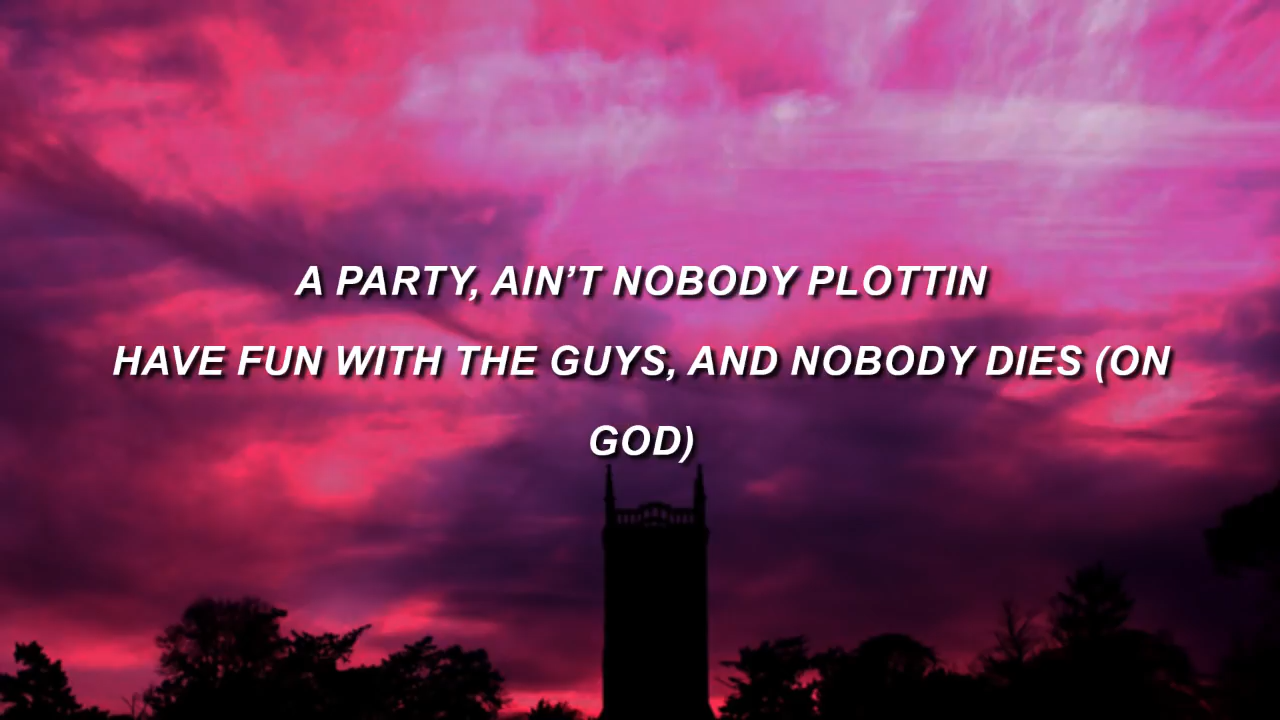 A PARTY, AIN’T NOBODY PLOTTIN
HAVE FUN WITH THE GUYS, AND NOBODY DIES (ON
GOD)